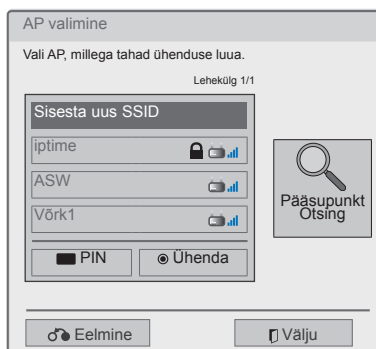 AP valimine
Vali AP, millega tahad ühenduse luua.
Lehekülg 1/1
Sisesta uus SSID
iptime
ASW
Võrk1
PIN
Ühenda
Pääsupunkt
Otsing
Eelmine
Välju